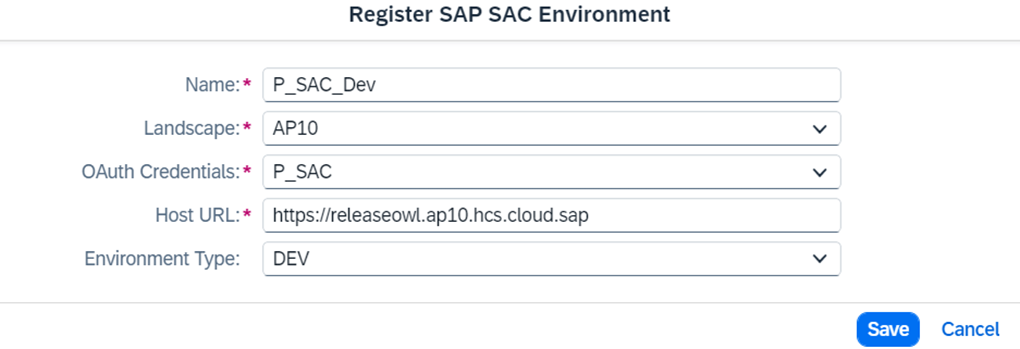 Register SAP SAC Environment
Name:* P_SAC_Dev
Landscape:* AP10
OAuth Credentials:* P_SAC
Host URL:* https://releaseowl.ap10.hcs.cloud.sap
Environment Type: DEV
Save Cancel